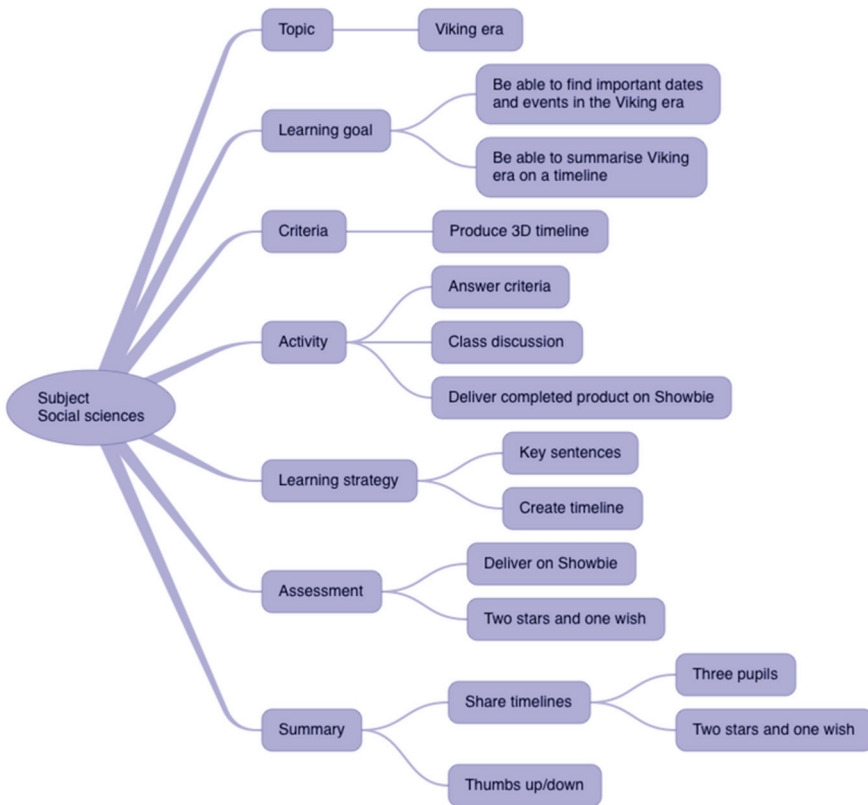 Topic
Viking era
Learning goal
Be able to find important dates
and events in the Viking era
Be able to summarise Viking
era on a timeline
Criteria
Produce 3D timeline
Activity
Answer criteria
Class discussion
Deliver completed product on Showbie
Subject
Social sciences
Learning strategy
Key sentences
Create timeline
Assessment
Deliver on Showbie
Two stars and one wish
Summary
Share timelines
Three pupils
Two stars and one wish
Thumbs up/down